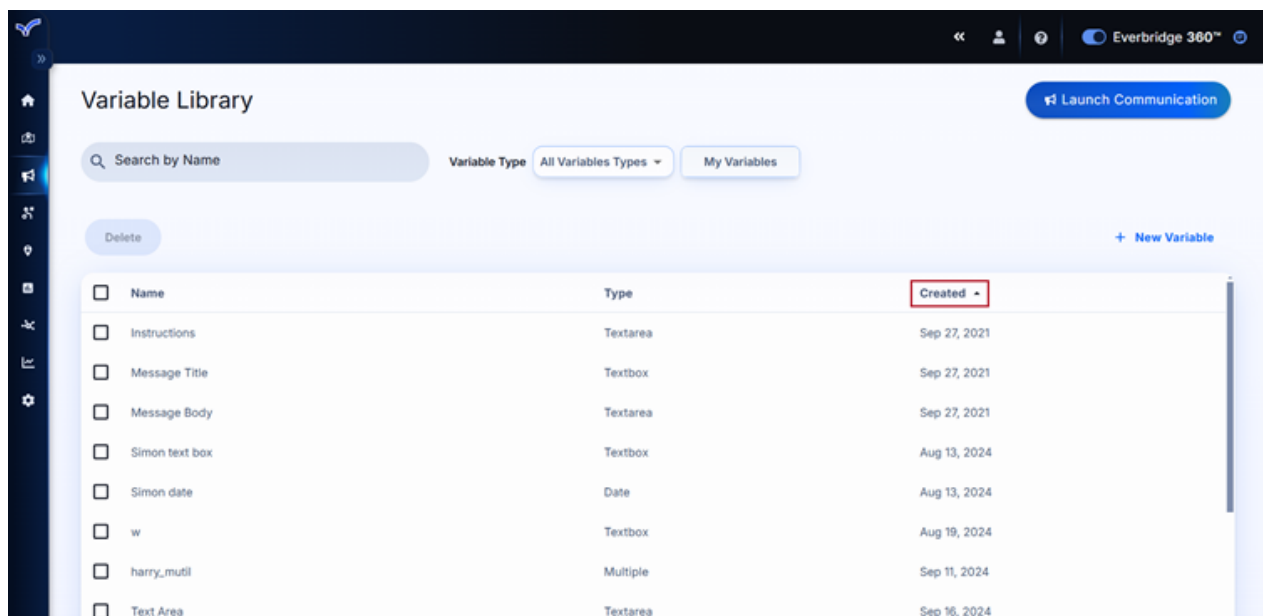 « Everbridge 360™
Variable Library
Launch Communication
Search by Name
Variable Type All Variables Types My Variables
Delete
+ New Variable
Name Type Created
Instructions Textarea Sep 27, 2021
Message Title Textbox Sep 27, 2021
Message Body Textarea Sep 27, 2021
Simon text box Textbox Aug 13, 2024
Simon date Date Aug 13, 2024
w Textbox Aug 19, 2024
harry_mutil Multiple Sep 11, 2024
Text Area Textarea Sep 16, 2024